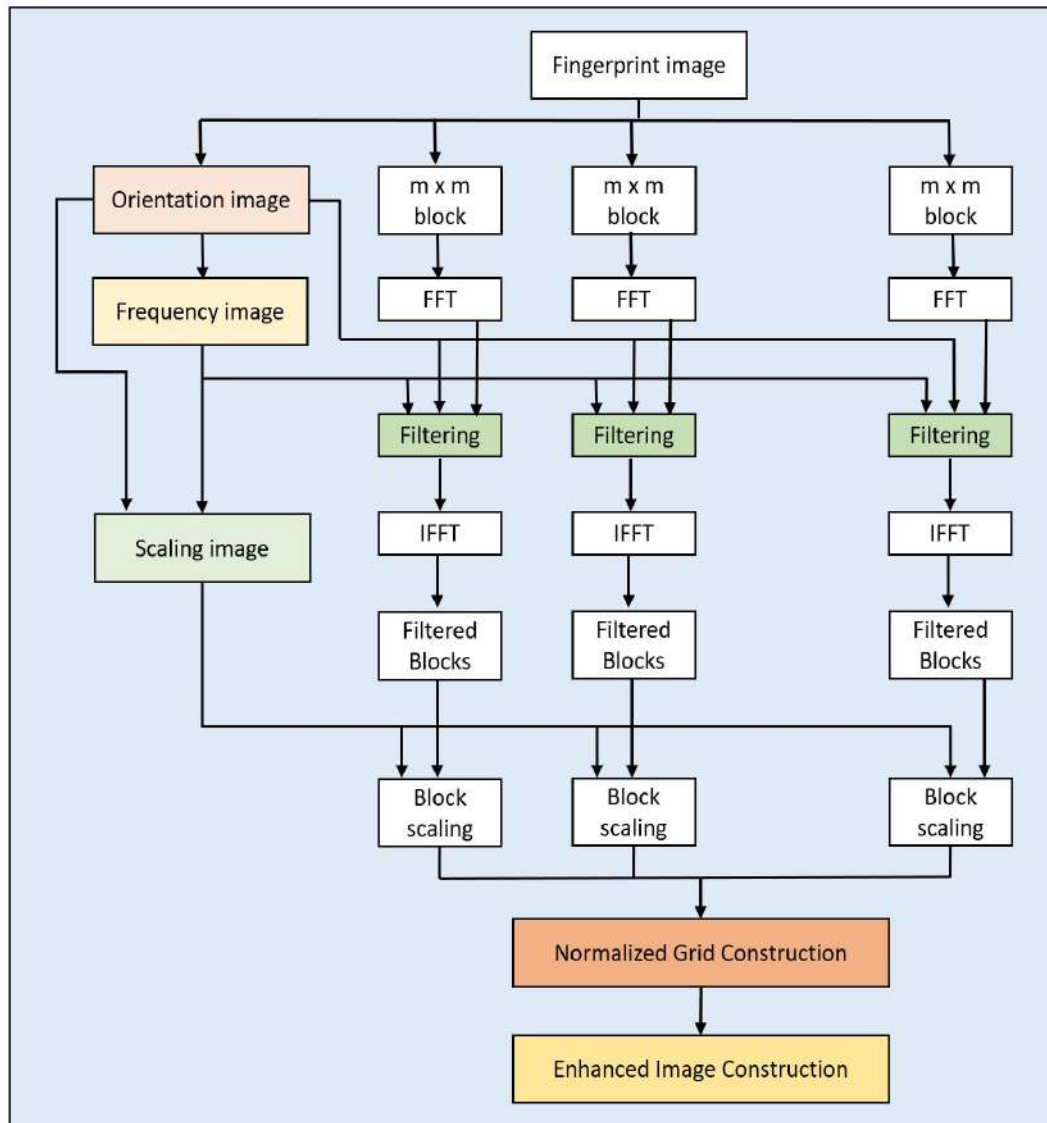 Fingerprint image
Orientation image
m x m
block
m x m
block
m x m
block
Frequency image
FFT
FFT
FFT
Filtering
Filtering
Filtering
Scaling image
IFFT
IFFT
IFFT
Filtered
Blocks
Filtered
Blocks
Filtered
Blocks
Block
scaling
Block
scaling
Block
scaling
Normalized Grid Construction
Enhanced Image Construction